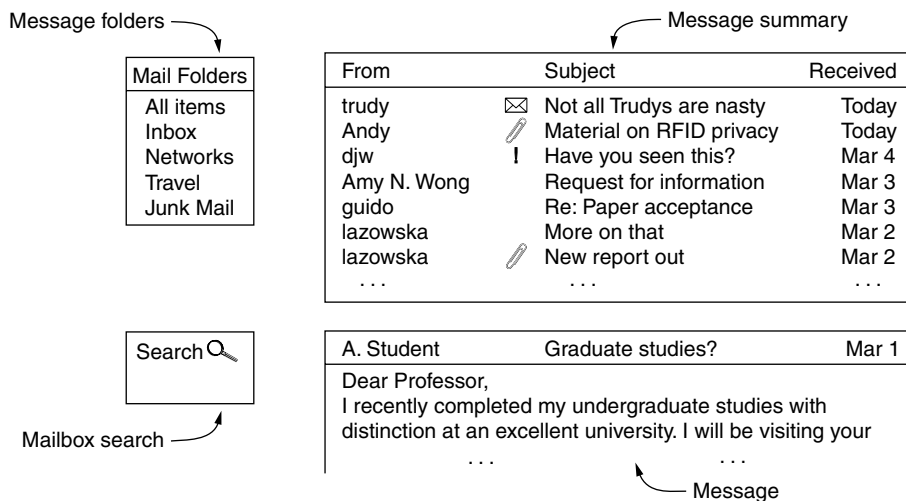 Message folders
Message summary
Mail Folders
All items
Inbox
Networks
Travel
Junk Mail
From Subject Received
trudy Not all Trudys are nasty Today
Andy Material on RFID privacy Today
djw ! Have you seen this? Mar 4
Amy N. Wong Request for information Mar 3
guido Re: Paper acceptance Mar 3
lazowska More on that Mar 2
lazowska New report out Mar 2
. . . . . . . . .
Search
Mailbox search
A. Student Graduate studies? Mar 1
Dear Professor,
I recently completed my undergraduate studies with
distinction at an excellent university. I will be visiting your
. . . . . .
Message